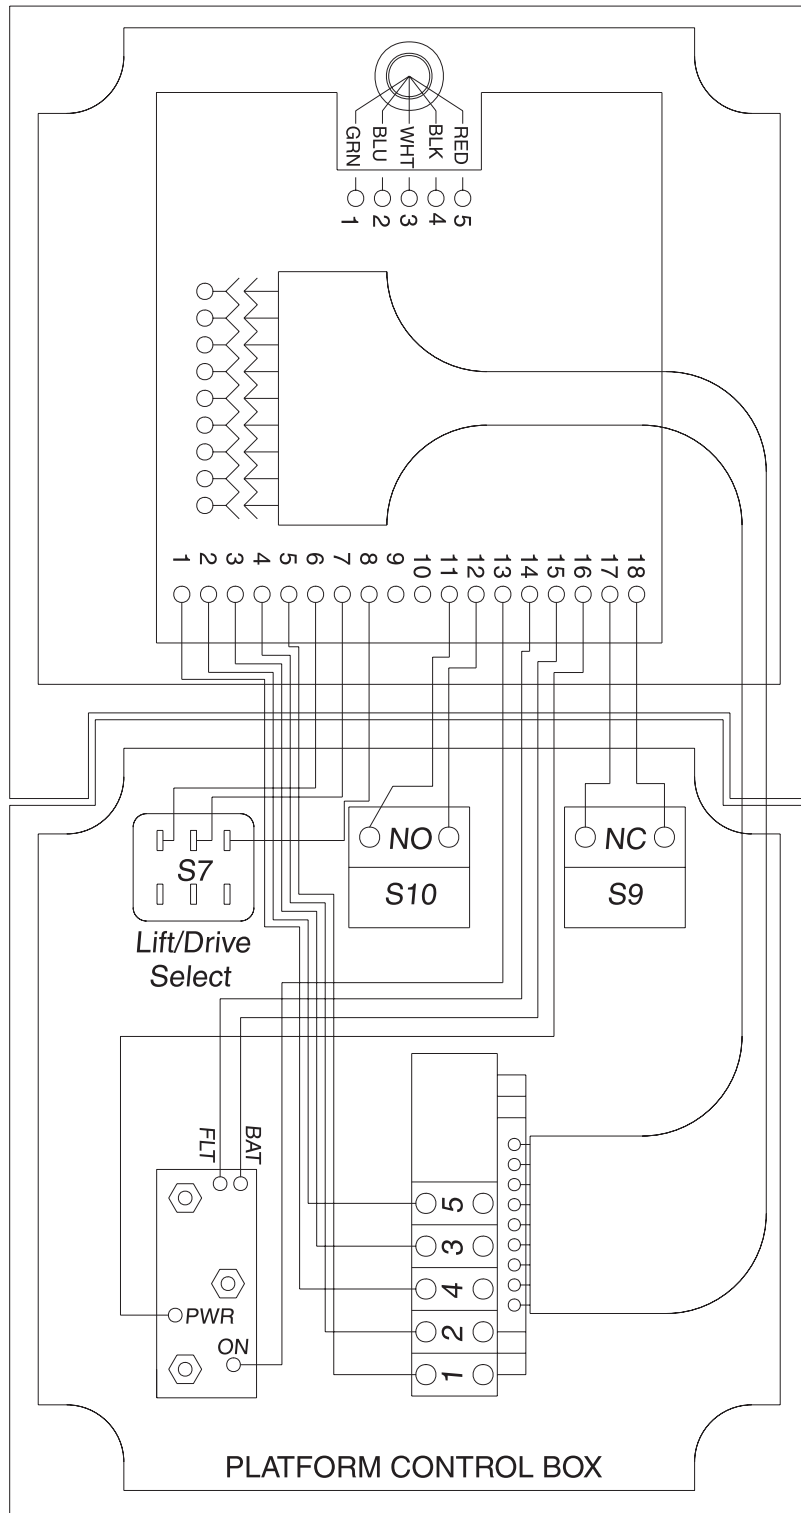 GRN BLU WHT BLK RED
1 2 3 4 5
1 2 3 4 5 6 7 8 9 10 11 12 13 14 15 16 17 18
S7
NO
S10
NC
S9
Lift/Drive
Select
FLT BAT
PWR
ON
5
3
4
2
1
PLATFORM CONTROL BOX